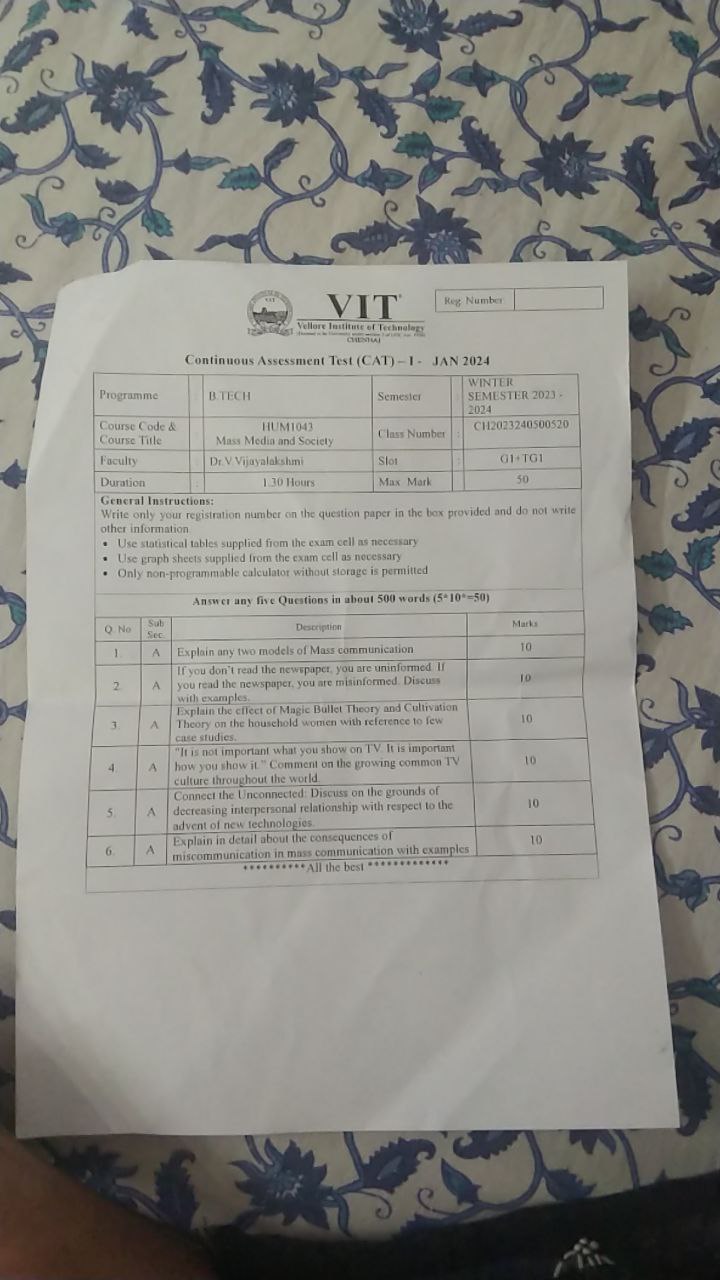 VIT
Vellore Institute of Technology
CHENNAI
Reg. Number
Continuous Assessment Test (CAT) – I - JAN 2024
Programme : B.TECH Semester : WINTER SEMESTER 2023 - 2024
Course Code & Course Title : HUM1043 Mass Media and Society Class Number : CH2023240500520
Faculty : Dr.V.Vijayalakshmi Slot : G1+TG1
Duration : 1.30 Hours Max. Mark 50
General Instructions:
Write only your registration number on the question paper in the box provided and do not write
other information.
• Use statistical tables supplied from the exam cell as necessary
• Use graph sheets supplied from the exam cell as necessary
• Only non-programmable calculator without storage is permitted
Answer any five Questions in about 500 words (5*10*=50)
Q. No Sub Sec. Description Marks
1. A Explain any two models of Mass communication 10
2. A If you don't read the newspaper, you are uninformed. If
you read the newspaper, you are misinformed. Discuss
with examples. 10
3. A Explain the effect of Magic Bullet Theory and Cultivation
Theory on the household women with reference to few
case studies. 10
4. A "It is not important what you show on TV. It is important
how you show it." Comment on the growing common TV
culture throughout the world. 10
5. A Connect the Unconnected: Discuss on the grounds of
decreasing interpersonal relationship with respect to the
advent of new technologies. 10
6. A Explain in detail about the consequences of
miscommunication in mass communication with examples 10
**********All the best *************